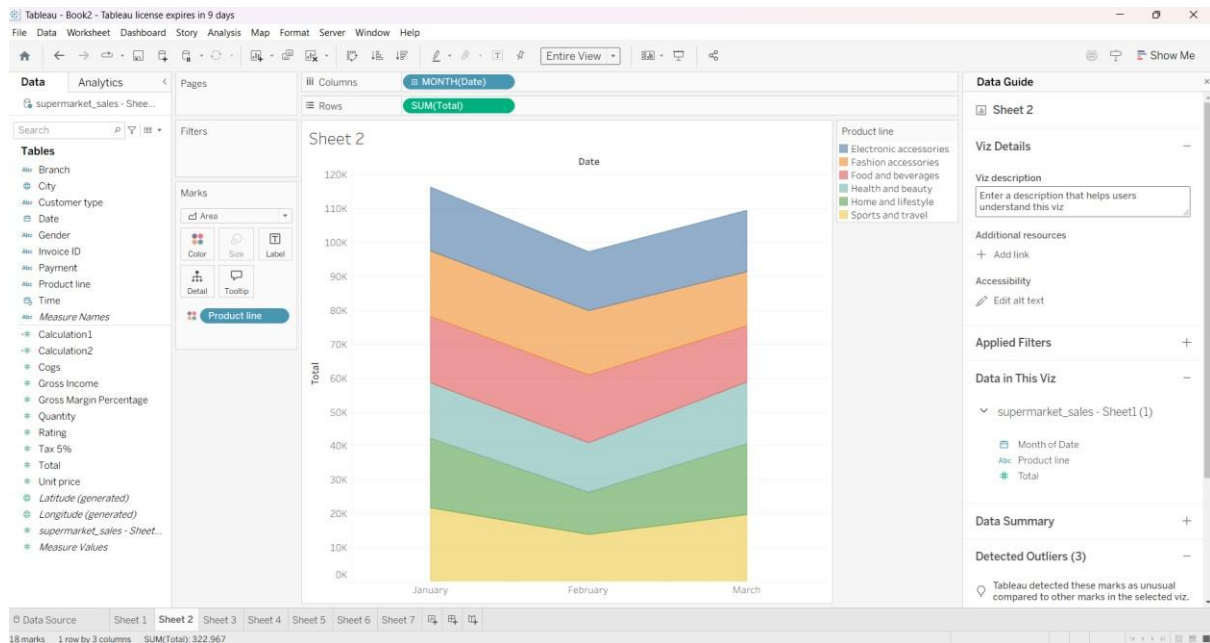 Tableau - Book2 - Tableau license expires in 9 days
File Data Worksheet Dashboard Story Analysis Map Format Server Window Help
Entire View
Show Me
Data Analytics
supermarket_sales - Shee...
Search
Tables
Abc Branch
City
Abc Customer type
Date
Abc Gender
Abc Invoice ID
Abc Payment
Abc Product line
Time
Abc Measure Names
Calculation1
Calculation2
Cogs
Gross Income
Gross Margin Percentage
Quantity
Rating
Tax 5%
Total
Unit price
Latitude (generated)
Longitude (generated)
supermarket_sales - Sheet...
Measure Values
Pages
Filters
Marks
Area
Color Size Label
Detail Tooltip
Product line
Columns MONTH(Date)
Rows SUM(Total)
Sheet 2
Date
Total
120K
110K
100K
90K
80K
70K
60K
50K
40K
30K
20K
10K
0K
January February March
Product line
Electronic accessories
Fashion accessories
Food and beverages
Health and beauty
Home and lifestyle
Sports and travel
Data Guide
Sheet 2
Viz Details
Viz description
Enter a description that helps users
understand this viz
Additional resources
Add link
Accessibility
Edit alt text
Applied Filters
Data in This Viz
supermarket_sales - Sheet1 (1)
Month of Date
Abc Product line
Total
Data Summary
Detected Outliers (3)
Tableau detected these marks as unusual
compared to other marks in the selected viz.
Data Source Sheet 1 Sheet 2 Sheet 3 Sheet 4 Sheet 5 Sheet 6 Sheet 7
18 marks 1 row by 3 columns SUM(Total): 322,967